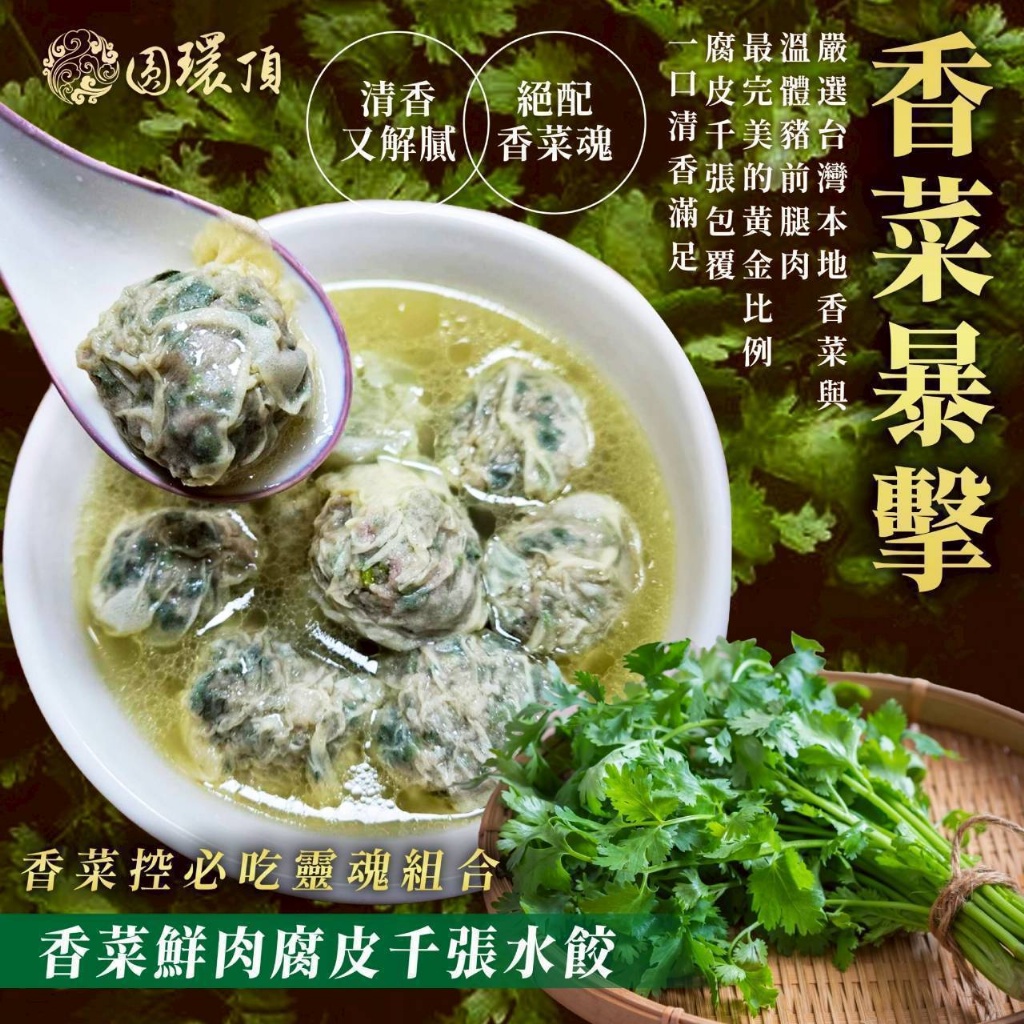 圓環頂
清香
又解膩
絕配
香菜魂
香菜暴擊
嚴選台灣本地香菜與
溫體豬前腿肉
最完美的黃金比例
腐皮千張包覆
一口清香滿足
香菜控必吃靈魂組合
香菜鮮肉腐皮千張水餃